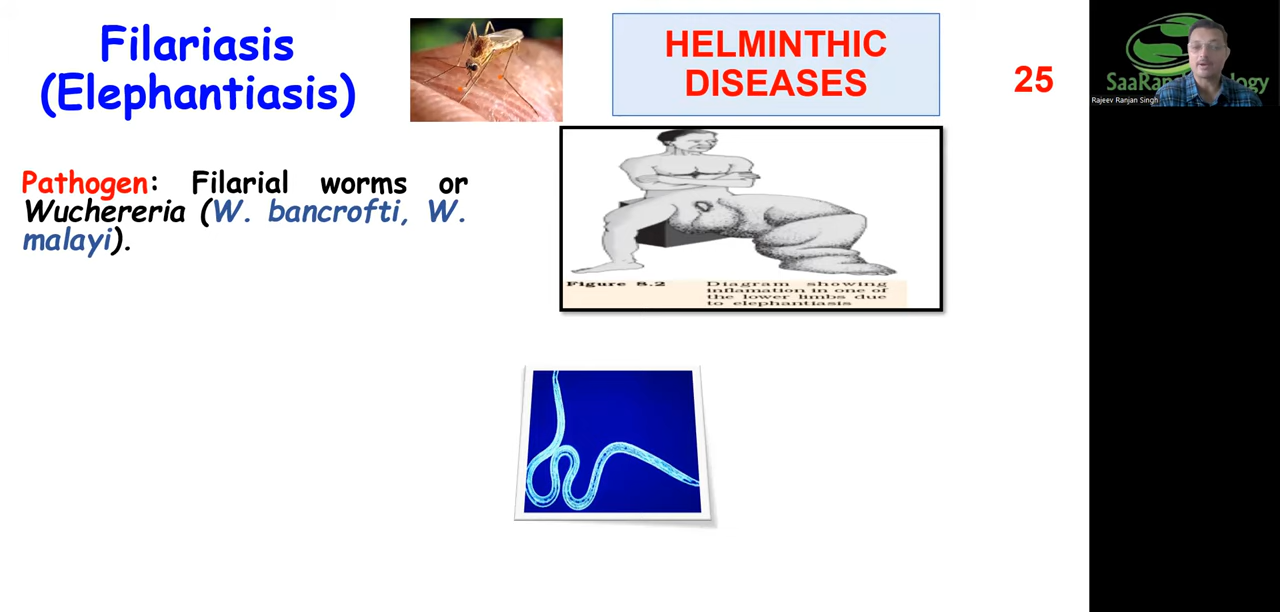 Filariasis
(Elephantiasis)
HELMINTHIC
DISEASES
25
Rajeev Ranjan Singh
Pathogen: Filarial worms or
Wuchereria (W. bancrofti, W.
malayi).
Figure 8.2 Diagram showing
inflamation in one of
the lower limbs due
to elephantiasis